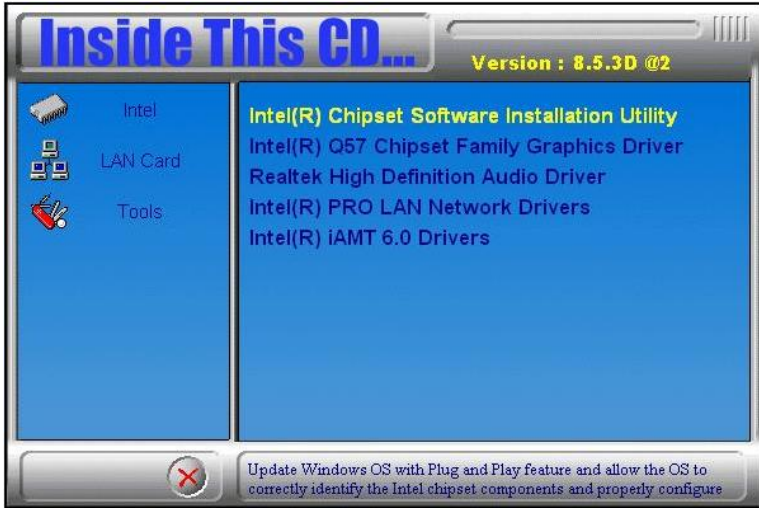 Inside This CD...
Version : 8.5.3D @2
Intel
LAN Card
Tools
Intel(R) Chipset Software Installation Utility
Intel(R) Q57 Chipset Family Graphics Driver
Realtek High Definition Audio Driver
Intel(R) PRO LAN Network Drivers
Intel(R) iAMT 6.0 Drivers
Update Windows OS with Plug and Play feature and allow the OS to
correctly identify the Intel chipset components and properly configure